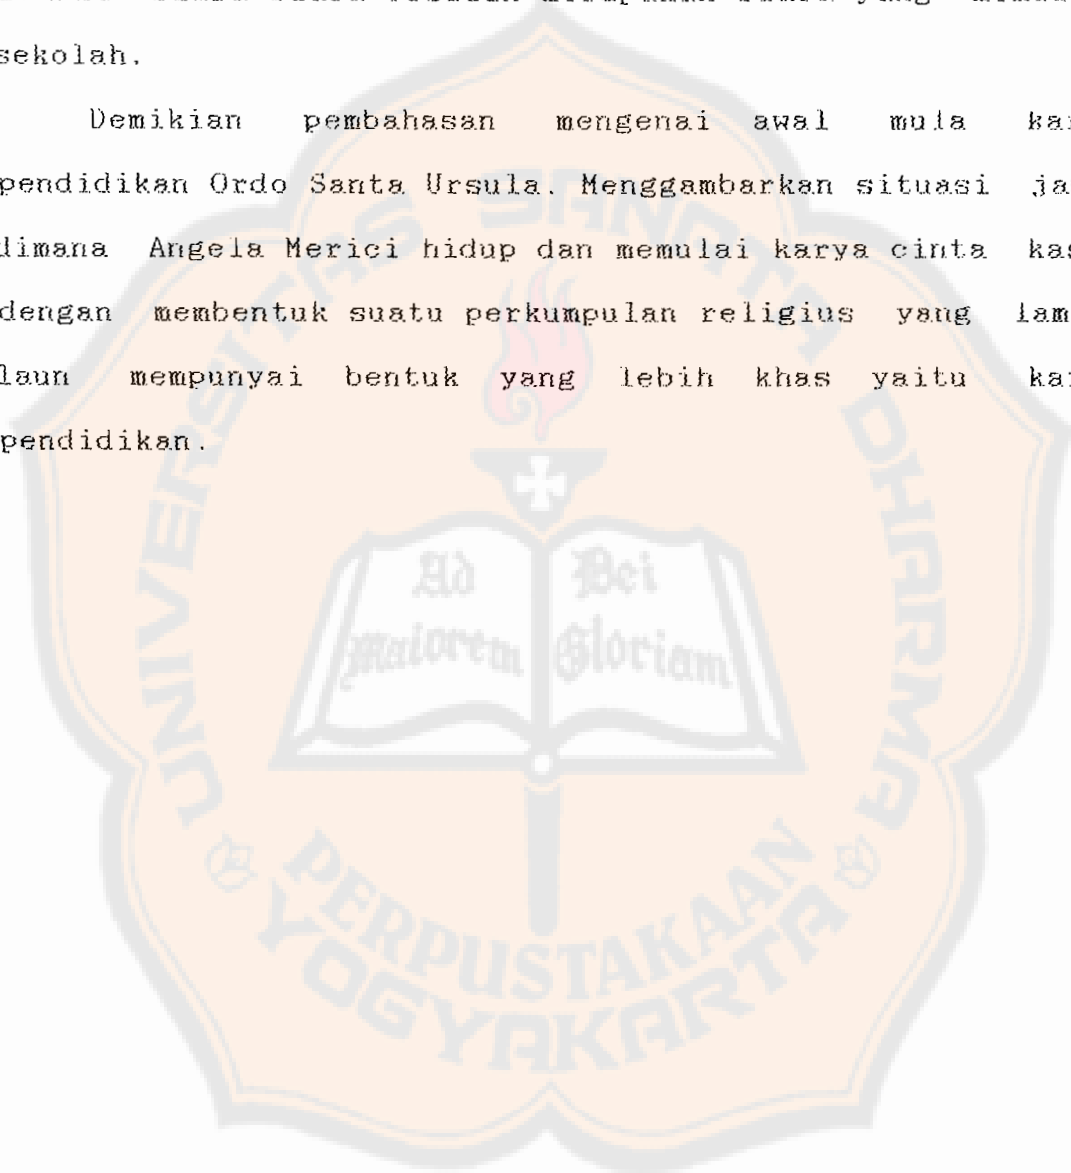 sekolah.
Demikian pembahasan mengenai awal mula
pendidikan Ordo Santa Ursula. Menggambarkan situasi
Angela Merici hidup dan memulai karya cinta
dengan membentuk suatu perkumpulan religius yang
laun mempunyai bentuk yang lebih khas yaitu
pendidikan.
UNIVERSITAS SANATA DHARMA
Ad
maiorem
Dei
Gloriam
PERPUSTAKAAN
YOGYAKARTA